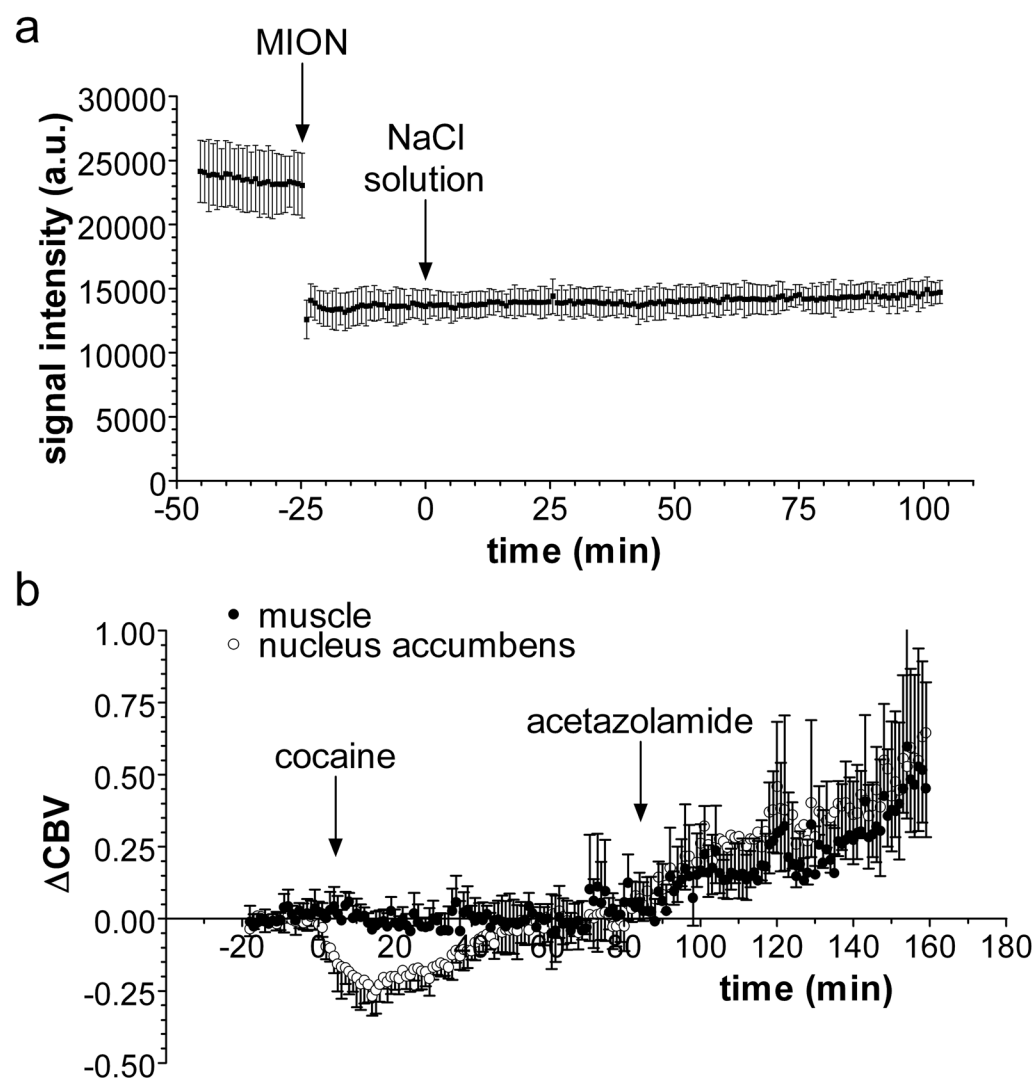 a
MION
NaCl
solution
30000
25000
20000
15000
10000
5000
0
signal intensity (a.u.)
-50 -25 0 25 50 75 100
time (min)
b
muscle
nucleus accumbens
cocaine
acetazolamide
1.00
0.75
0.50
0.25
0.00
-0.25
-0.50
ΔCBV
-20 0 20 40 60 80 100 120 140 160 180
time (min)